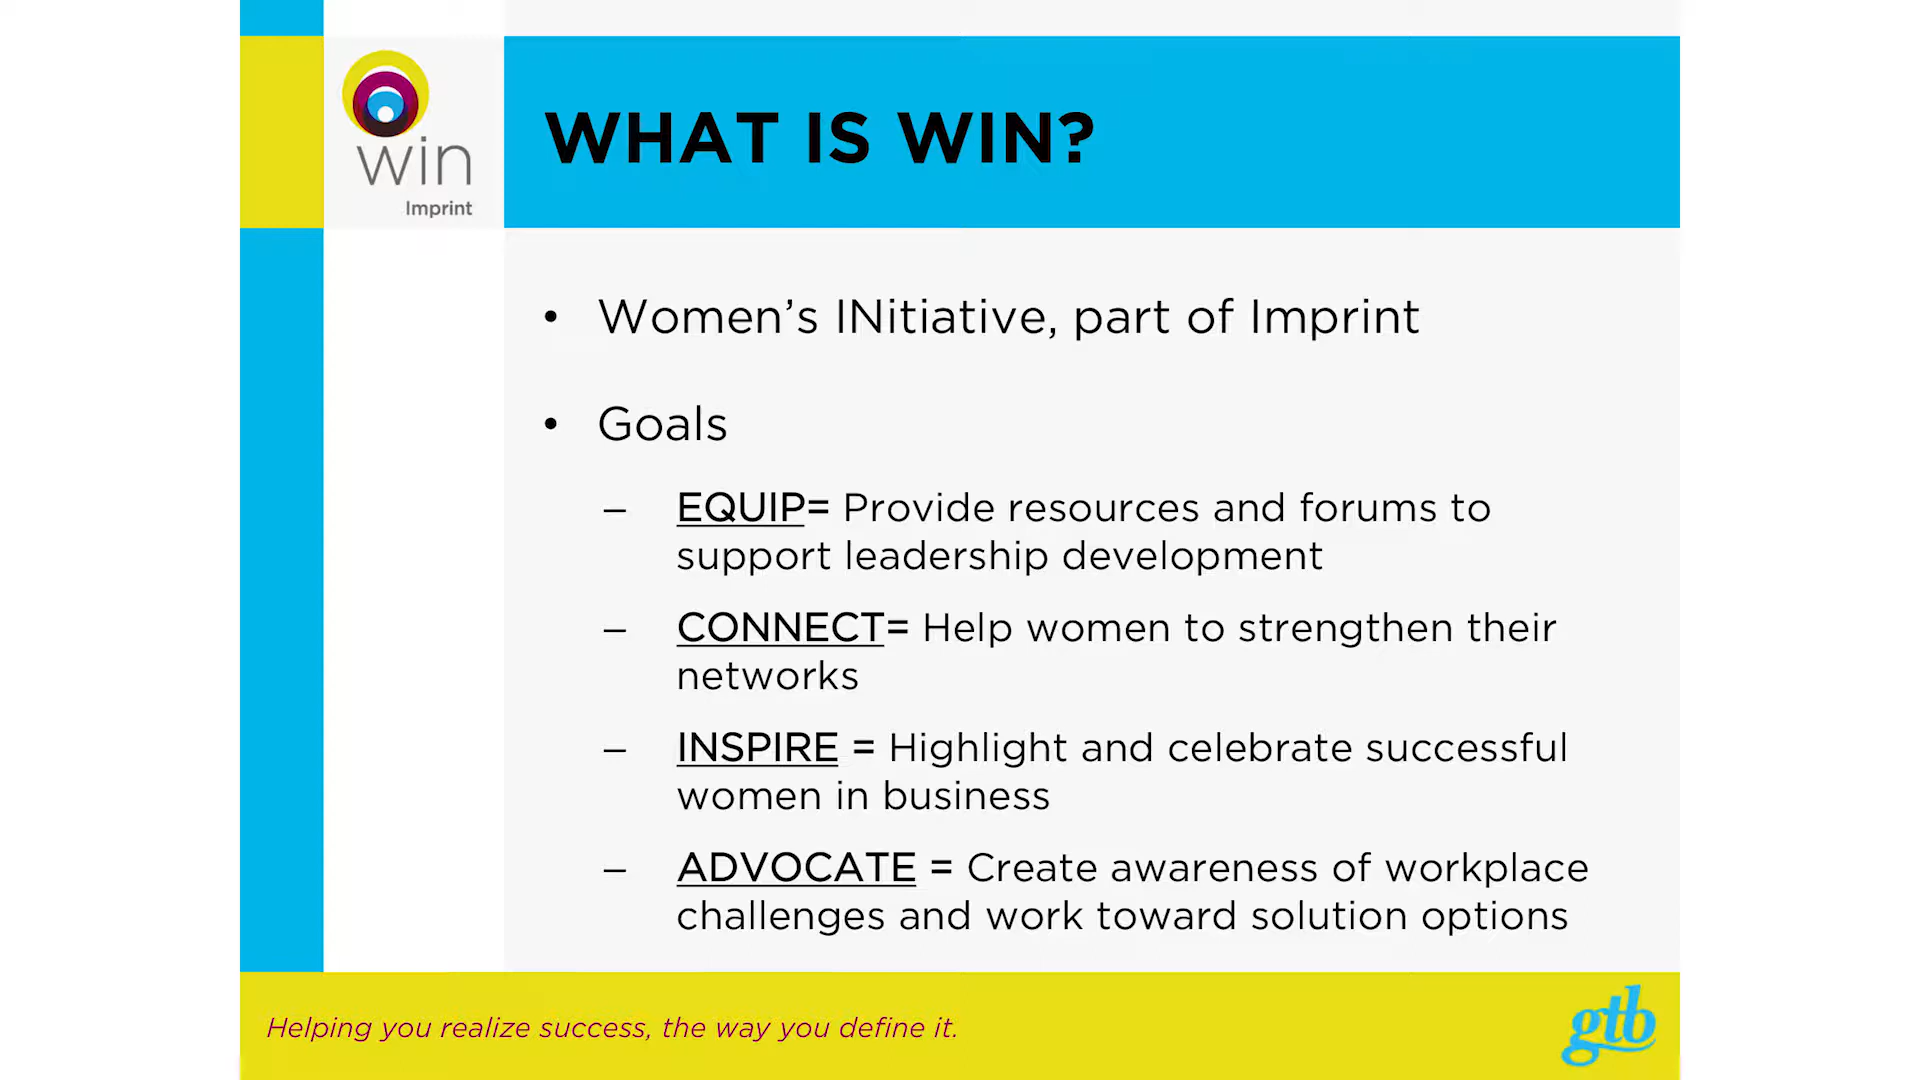 win
Imprint
WHAT IS WIN?
• Women’s INitiative, part of Imprint
• Goals
– EQUIP= Provide resources and forums to
support leadership development
– CONNECT= Help women to strengthen their
networks
– INSPIRE = Highlight and celebrate successful
women in business
– ADVOCATE = Create awareness of workplace
challenges and work toward solution options
Helping you realize success, the way you define it.
gtb